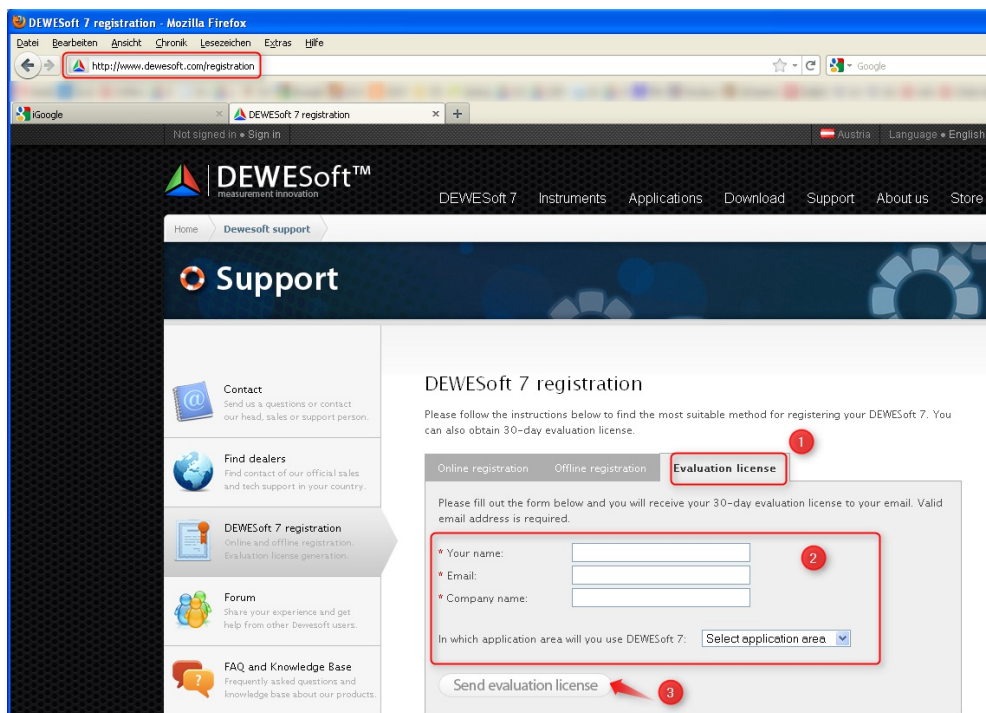 DEWESoft 7 registration - Mozilla Firefox
Datei Bearbeiten Ansicht Chronik Lesezeichen Extras Hilfe
http://www.dewesoft.com/registration
Google
iGoogle
DEWESoft 7 registration
Not signed in • Sign in
Austria
Language • English
DEWESoft™
measurement innovation
DEWESoft 7 Instruments Applications Download Support About us Store
Home Dewesoft support
Support
Contact
Send us a questions or contact
our head, sales or support person.
Find dealers
Find contact of our official sales
and tech support in your country.
DEWESoft 7 registration
Online and offline registration.
Evaluation license generation.
Forum
Share your experience and get
help from other Dewesoft users.
FAQ and Knowledge Base
Frequently asked questions and
knowledge base about our products.
DEWESoft 7 registration
Please follow the instructions below to find the most suitable method for registering your DEWESoft 7. You
can also obtain 30-day evaluation license.
1
Online registration Offline registration Evaluation license
Please fill out the form below and you will receive your 30-day evaluation license to your email. Valid
email address is required.
* Your name:
2
* Email:
* Company name:
In which application area will you use DEWESoft 7: Select application area
Send evaluation license
3